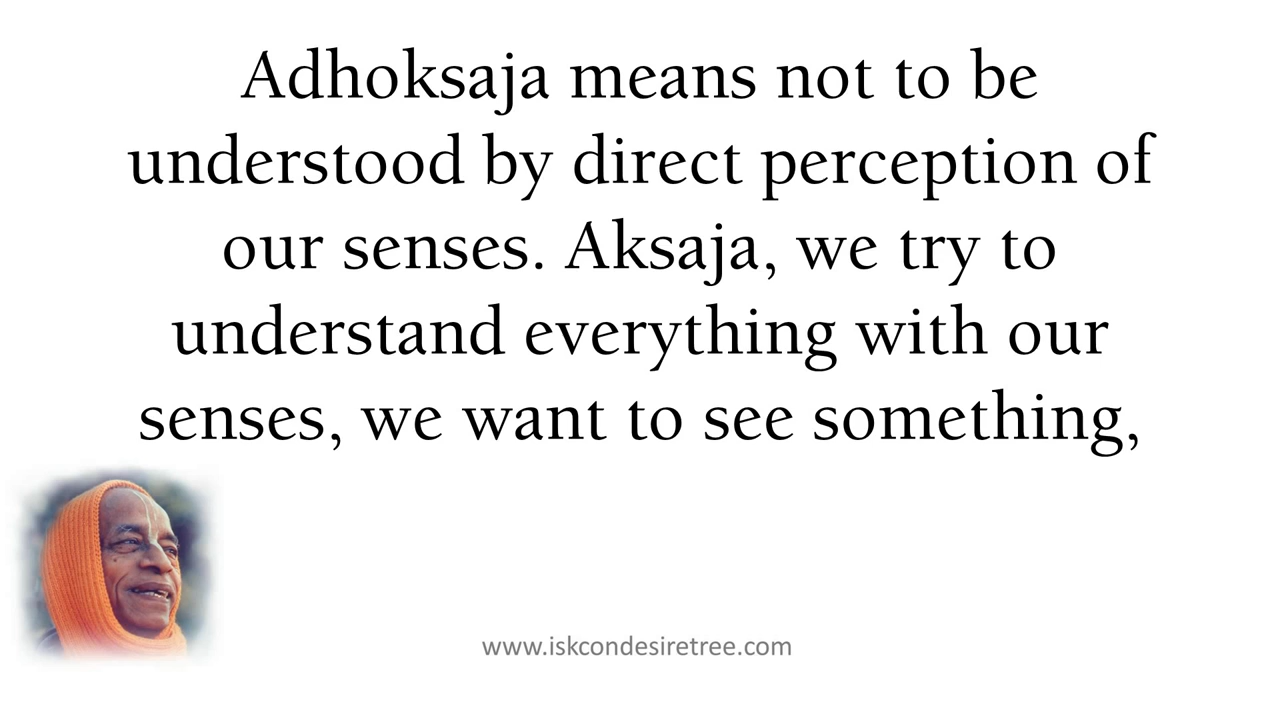 Adhoksaja means not to be
understood by direct perception of
our senses. Aksaja, we try to
understand everything with our
senses, we want to see something,
www.iskcondesiretree.com